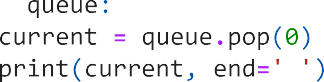 queue:
current = queue.pop(0)
print(current, end=' ')